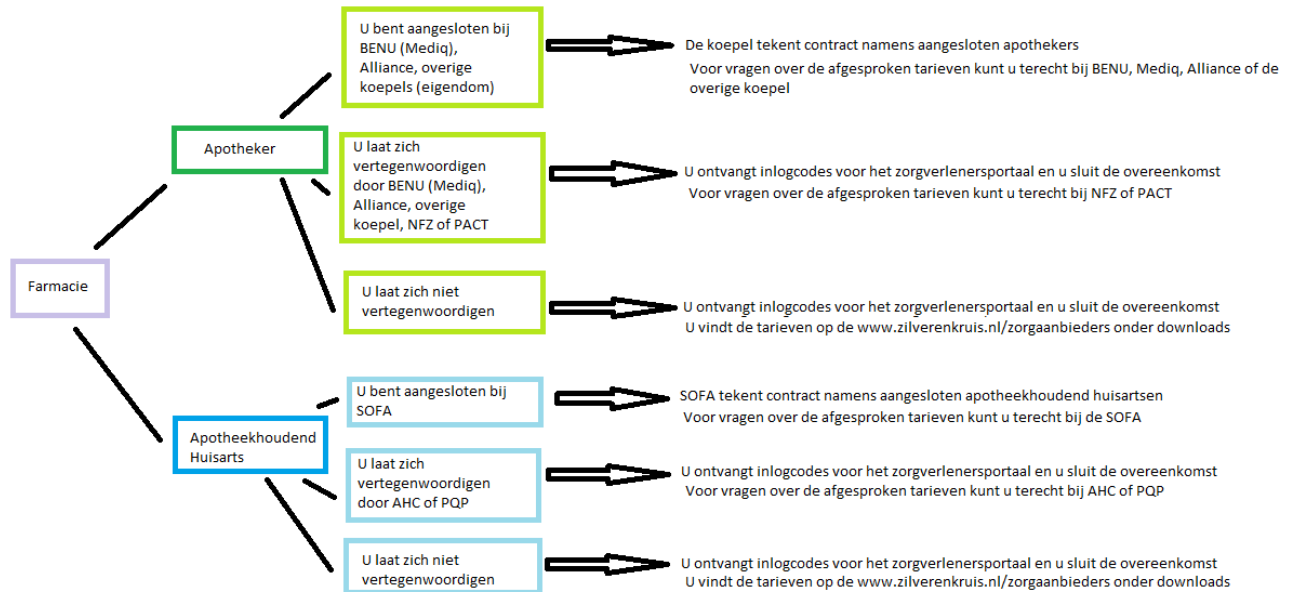 U bent aangesloten bij
BENU (Mediq),
Alliance, overige
koepels (eigendom)
De koepel tekent contract namens aangesloten apothekers
Voor vragen over de afgesproken tarieven kunt u terecht bij BENU, Mediq, Alliance of de
overige koepel
Apotheker
U laat zich
vertegenwoordigen
door BENU (Mediq),
Alliance, overige
koepel, NFZ of PACT
U ontvangt inlogcodes voor het zorgverlenersportaal en u sluit de overeenkomst
Voor vragen over de afgesproken tarieven kunt u terecht bij NFZ of PACT
Farmacie
U laat zich niet
vertegenwoordigen
U ontvangt inlogcodes voor het zorgverlenersportaal en u sluit de overeenkomst
U vindt de tarieven op de www.zilverenkruis.nl/zorgaanbieders onder downloads
U bent aangesloten bij
SOFA
SOFA tekent contract namens aangesloten apotheekhoudend huisartsen
Voor vragen over de afgesproken tarieven kunt u terecht bij de SOFA
Apotheekhoudend
Huisarts
U laat zich
vertegenwoordigen
door AHC of PQP
U ontvangt inlogcodes voor het zorgverlenersportaal en u sluit de overeenkomst
Voor vragen over de afgesproken tarieven kunt u terecht bij AHC of PQP
U laat zich niet
vertegenwoordigen
U ontvangt inlogcodes voor het zorgverlenersportaal en u sluit de overeenkomst
U vindt de tarieven op de www.zilverenkruis.nl/zorgaanbieders onder downloads